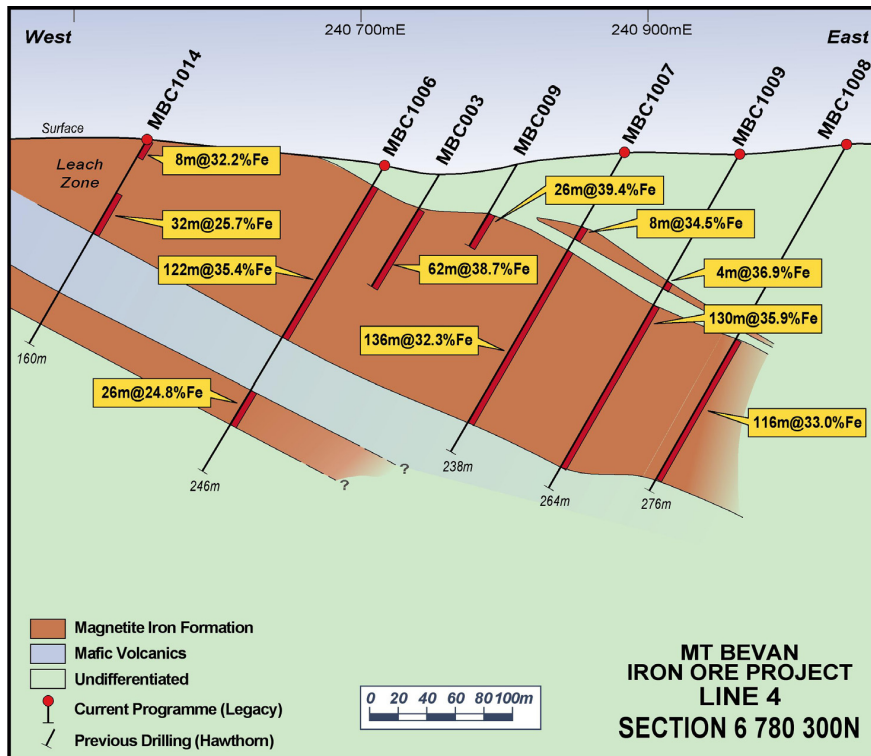 West
240 700mE
240 900mE
East
MBC1014
MBC1006
MBC003
MBC009
MBC1007
MBC1009
MBC1008
Surface
Leach
Zone
8m@32.2%Fe
32m@25.7%Fe
122m@35.4%Fe
62m@38.7%Fe
26m@39.4%Fe
8m@34.5%Fe
4m@36.9%Fe
130m@35.9%Fe
136m@32.3%Fe
116m@33.0%Fe
26m@24.8%Fe
160m
246m
238m
264m
276m
?
?
Magnetite Iron Formation
Mafic Volcanics
Undifferentiated
Current Programme (Legacy)
Previous Drilling (Hawthorn)
0 20 40 60 80 100m
MT BEVAN
IRON ORE PROJECT
LINE 4
SECTION 6 780 300N